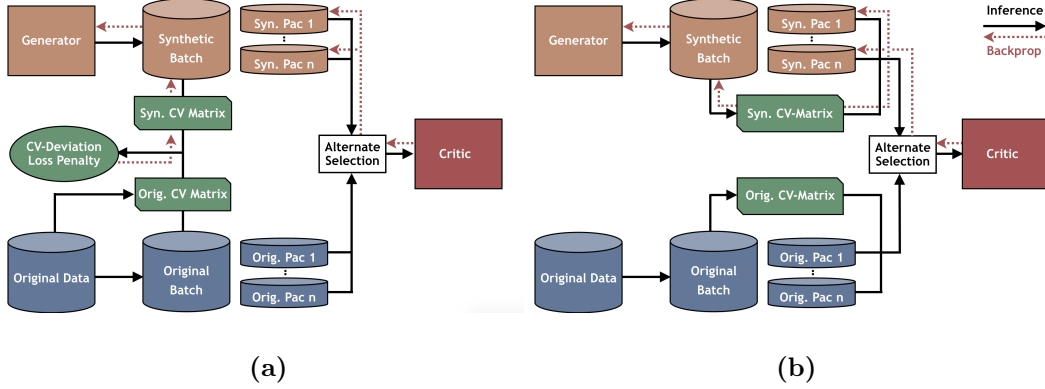 Generator
Synthetic
Batch
Syn. Pac 1
Syn. Pac n
Syn. CV Matrix
CV-Deviation
Loss Penalty
Alternate
Selection
Critic
Orig. CV Matrix
Original Data
Original
Batch
Orig. Pac 1
Orig. Pac n
(a)
Generator
Synthetic
Batch
Syn. Pac 1
Syn. Pac n
Inference
Backprop
Syn. CV-Matrix
Alternate
Selection
Critic
Orig. CV-Matrix
Original Data
Original
Batch
Orig. Pac 1
Orig. Pac n
(b)